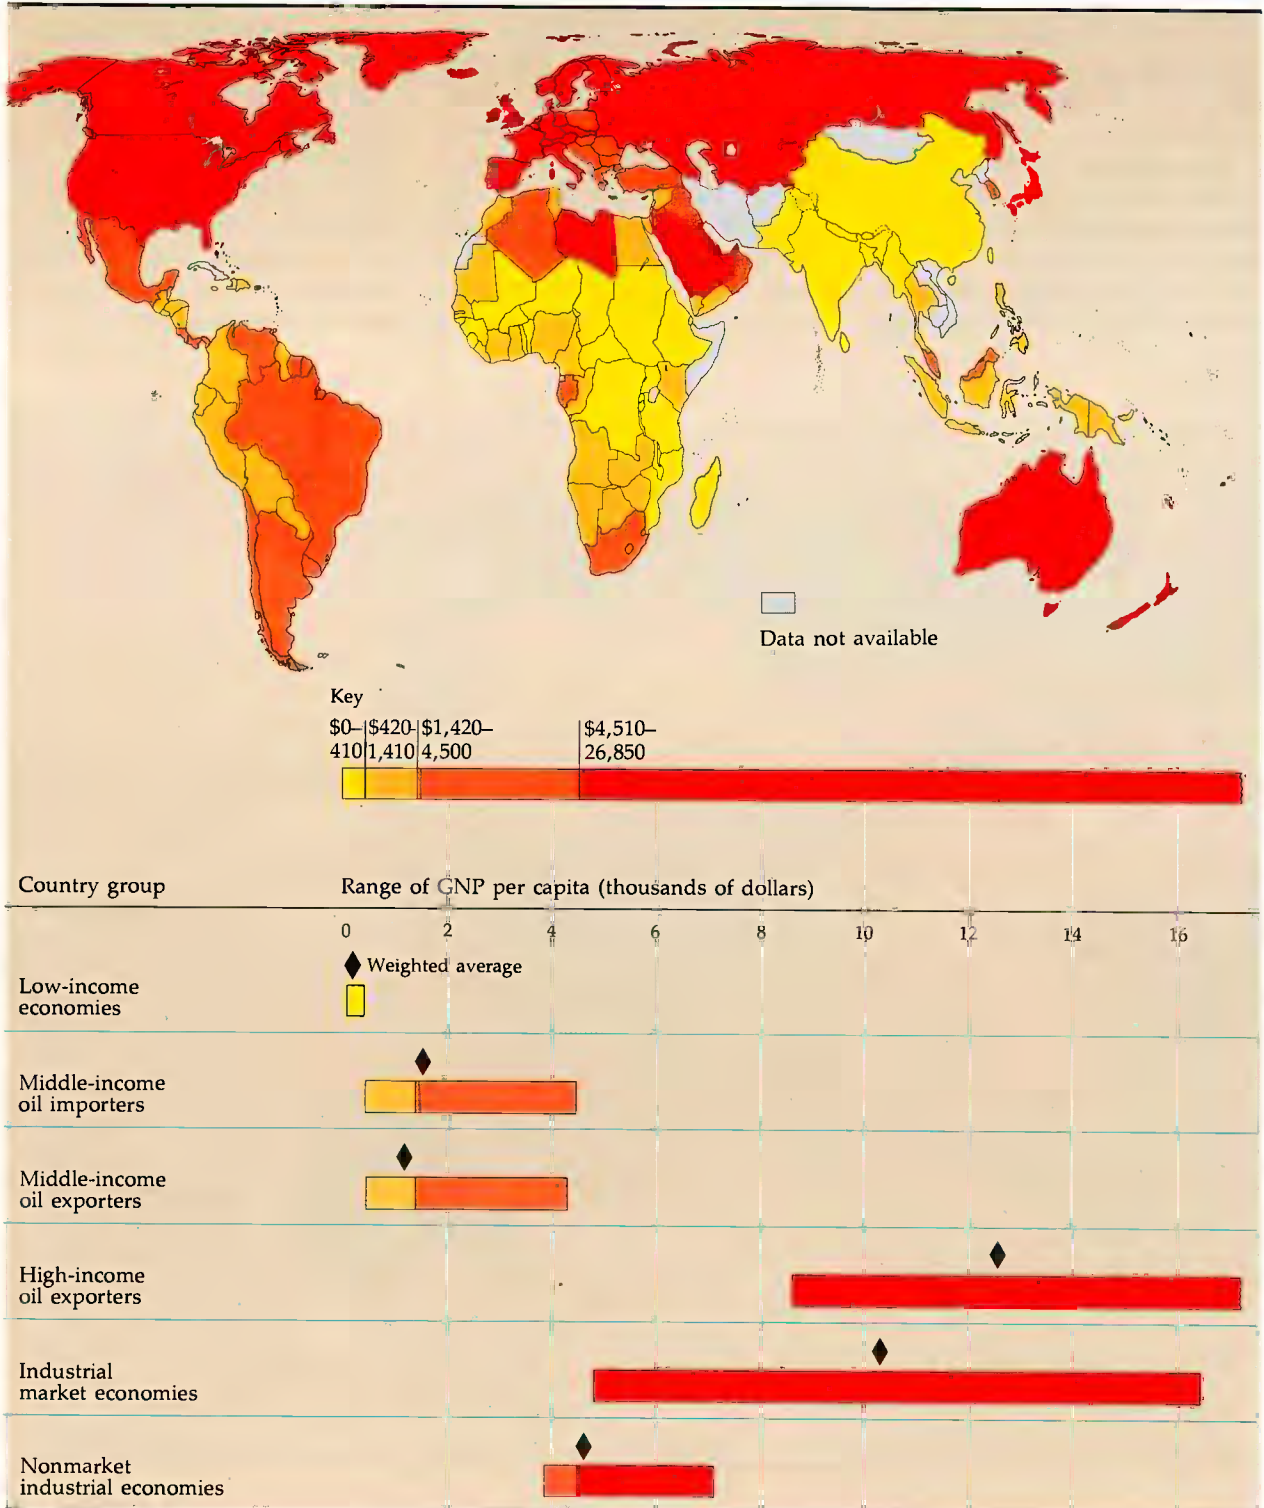 Data not available
Key
$0– $420– $1,420– $4,510–
410 1,410 4,500 26,850
Country group Range of GNP per capita (thousands of dollars)
0 2 4 6 8 10 12 14 16
Weighted average
Low-income
economies
Middle-income
oil importers
Middle-income
oil exporters
High-income
oil exporters
Industrial
market economies
Nonmarket
industrial economies